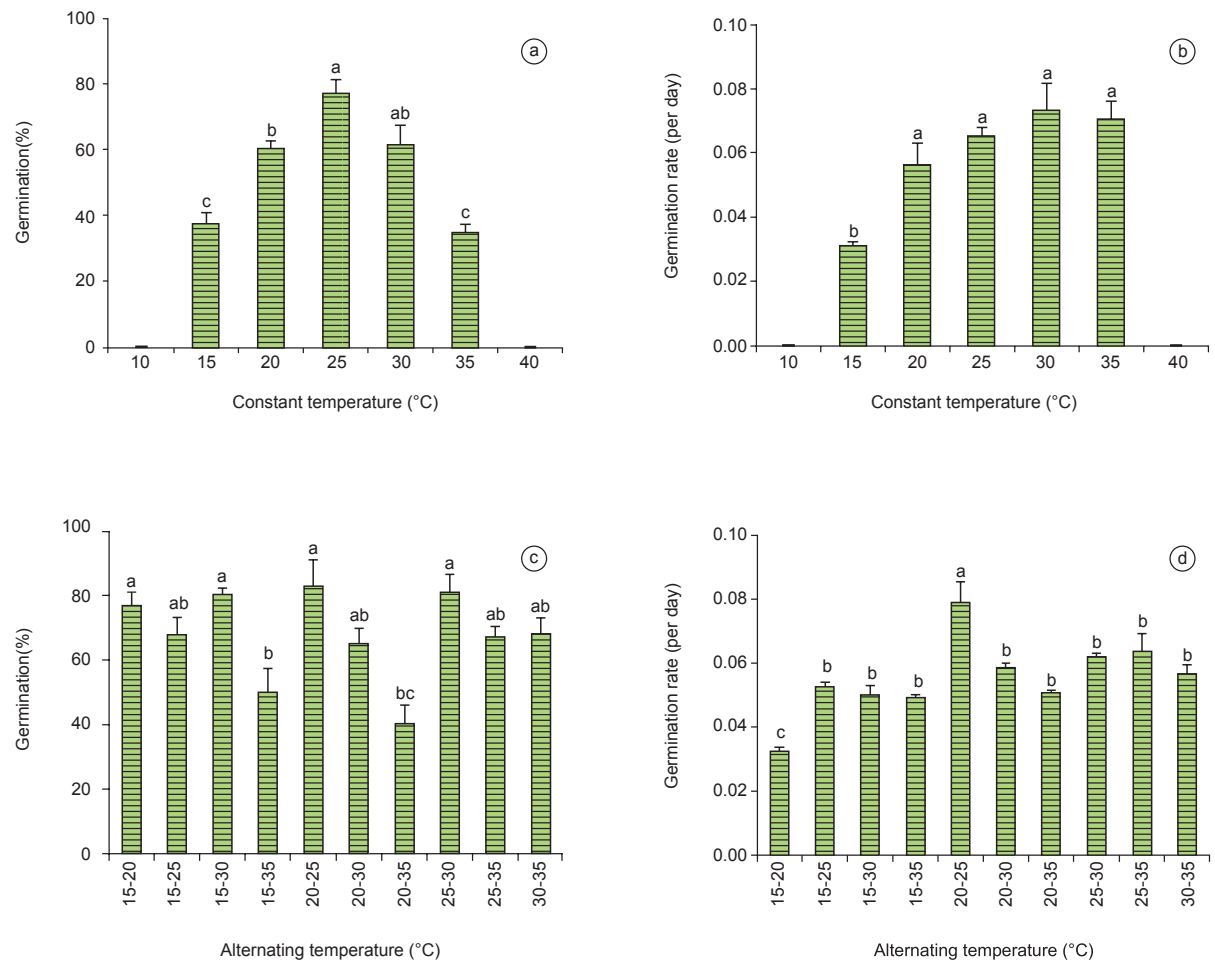 100
80
60
40
20
0
Germination(%)
a
c
b
a
ab
c
10 15 20 25 30 35 40
Constant temperature (°C)
0.10
0.08
0.06
0.04
0.02
0.00
Germination rate (per day)
b
b
a
a
a
a
10 15 20 25 30 35 40
Constant temperature (°C)
100
80
60
40
20
0
Germination(%)
c
a
ab
a
b
a
ab
bc
a
ab
ab
15-20
15-25
15-30
15-35
20-25
20-30
20-35
25-30
25-35
30-35
Alternating temperature (°C)
0.10
0.08
0.06
0.04
0.02
0.00
Germination rate (per day)
d
c
b
b
b
a
b
b
b
b
b
15-20
15-25
15-30
15-35
20-25
20-30
20-35
25-30
25-35
30-35
Alternating temperature (°C)